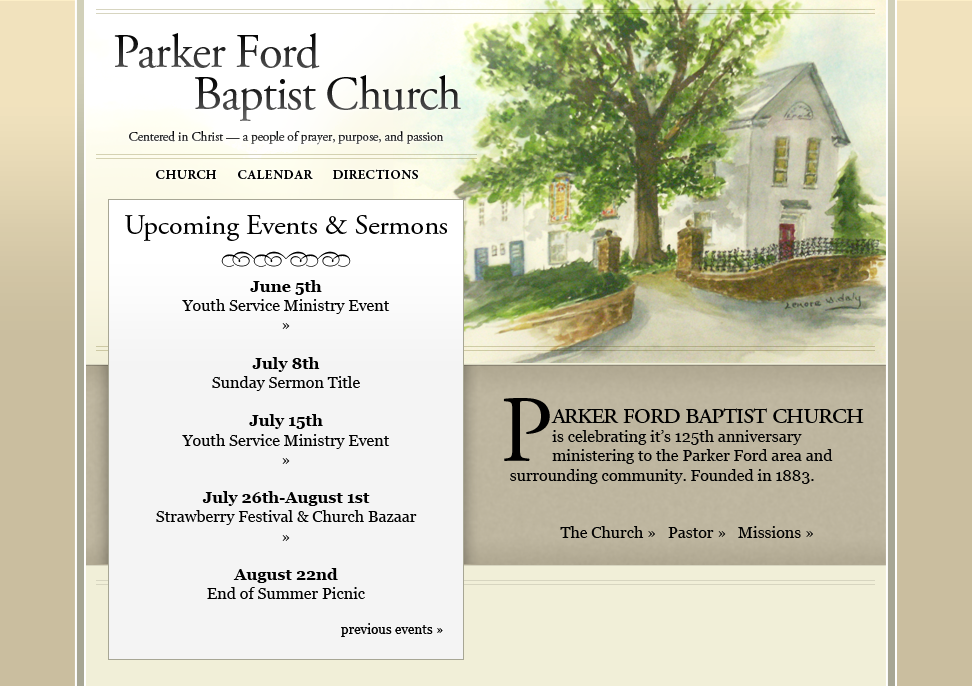 Parker Ford
Baptist Church
Centered in Christ — a people of prayer, purpose, and passion
CHURCH CALENDAR DIRECTIONS
Upcoming Events & Sermons
June 5th
Youth Service Ministry Event
»
July 8th
Sunday Sermon Title
July 15th
Youth Service Ministry Event
»
July 26th-August 1st
Strawberry Festival & Church Bazaar
»
August 22nd
End of Summer Picnic
previous events »
Lenore W. daly
PARKER FORD BAPTIST CHURCH
is celebrating it’s 125th anniversary
ministering to the Parker Ford area and
surrounding community. Founded in 1883.
The Church » Pastor » Missions »